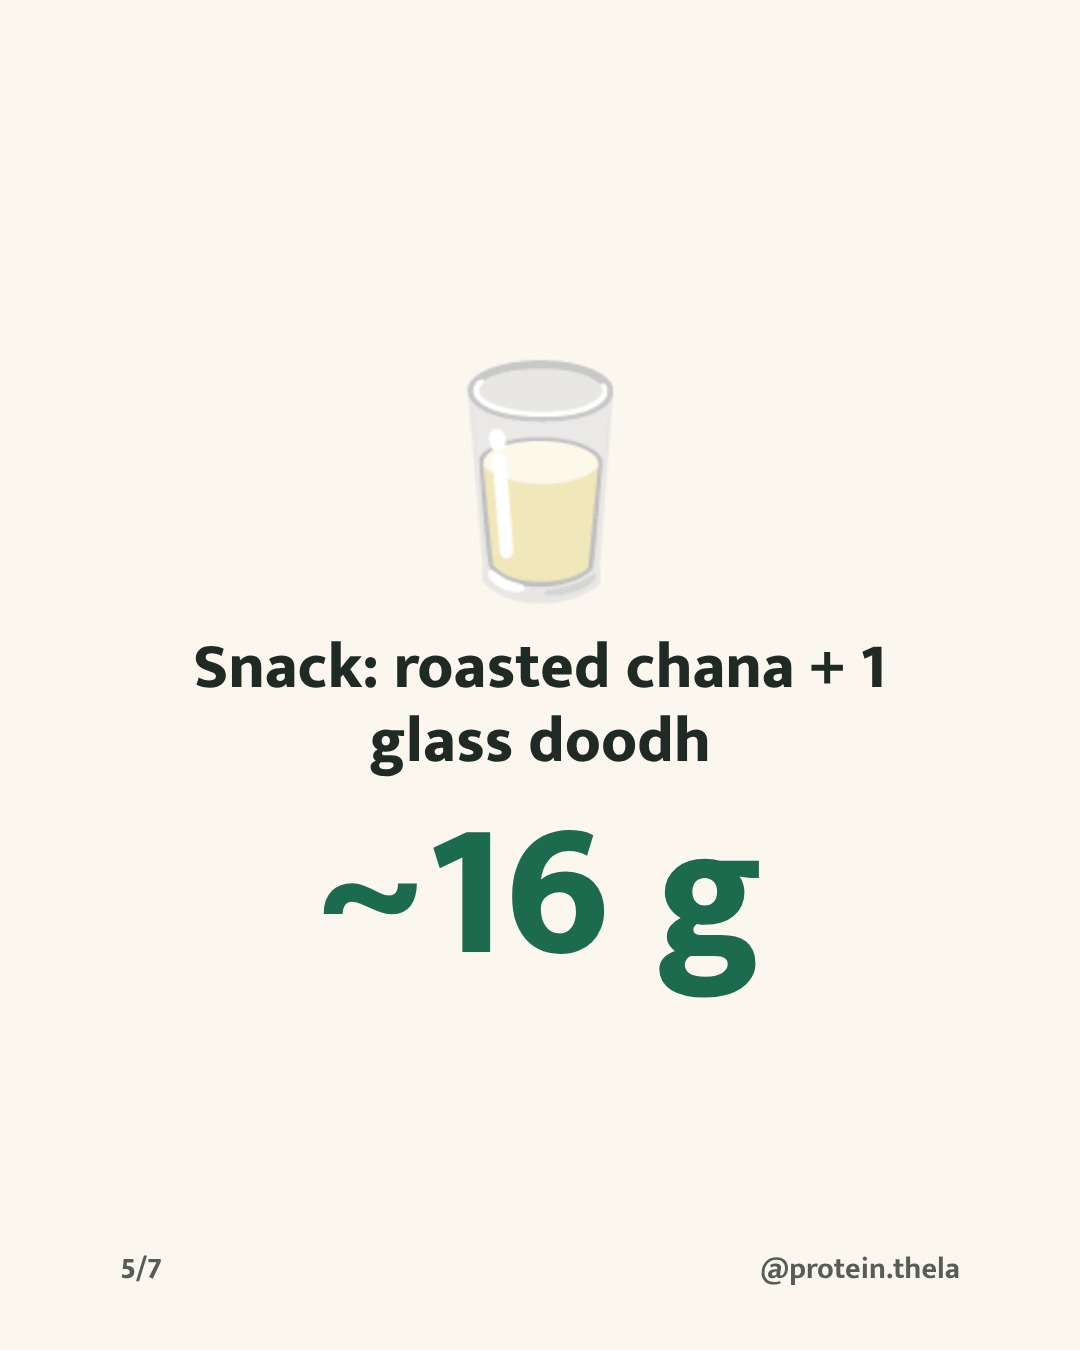 Snack: roasted chana + 1
glass doodh
~16 g
5/7
@protein.thela